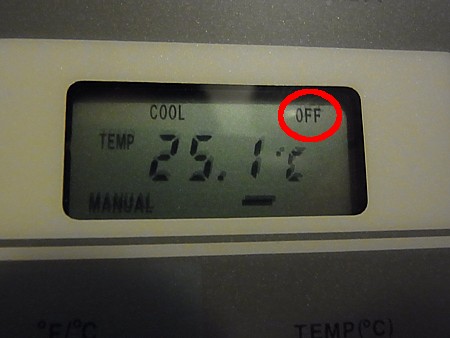 COOL OFF
TEMP 25.1°C
MANUAL
°F/°C TEMP(°C)